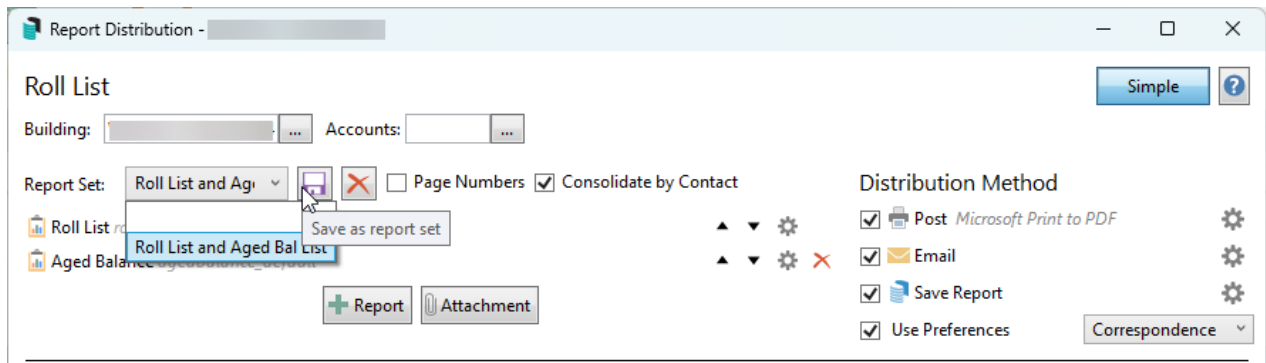 Report Distribution -
Roll List
Simple
?
Building:
...
Accounts:
...
Report Set:
Roll List and Age
Page Numbers
Consolidate by Contact
Distribution Method
Save as report set
Roll List
Roll List and Aged Bal List
Post Microsoft Print to PDF
Aged Balance
Email
Report
Attachment
Save Report
Use Preferences
Correspondence